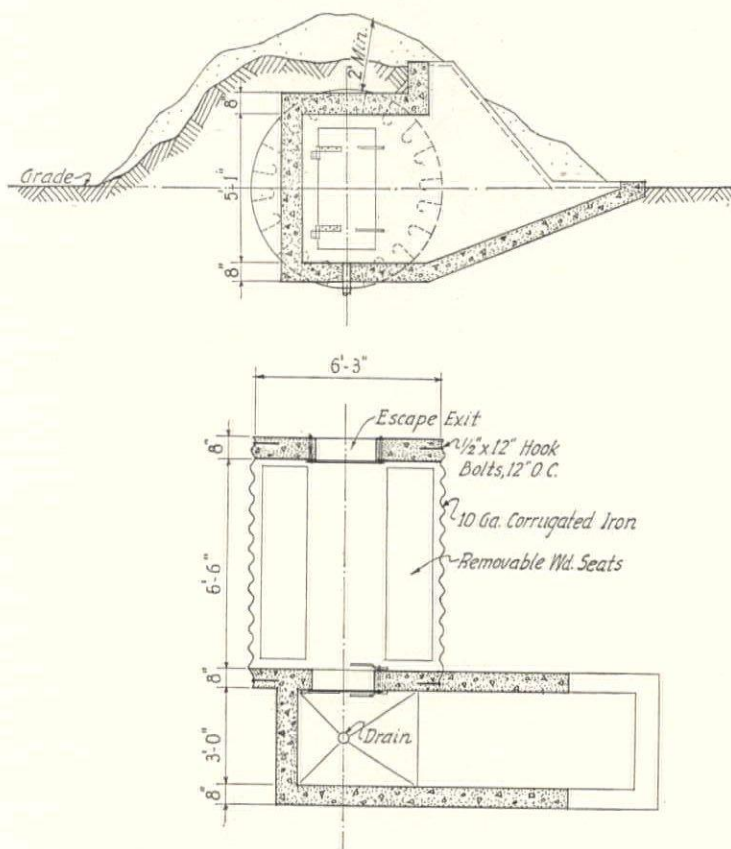 2' Min.
8"
Grade
5'-1"
8"
6'-3"
Escape Exit
8"
½" x 12" Hook
Bolts, 12" O.C.
10 Ga. Corrugated Iron
Removable Wd. Seats
6'-6"
8"
3'-0"
Drain
8"